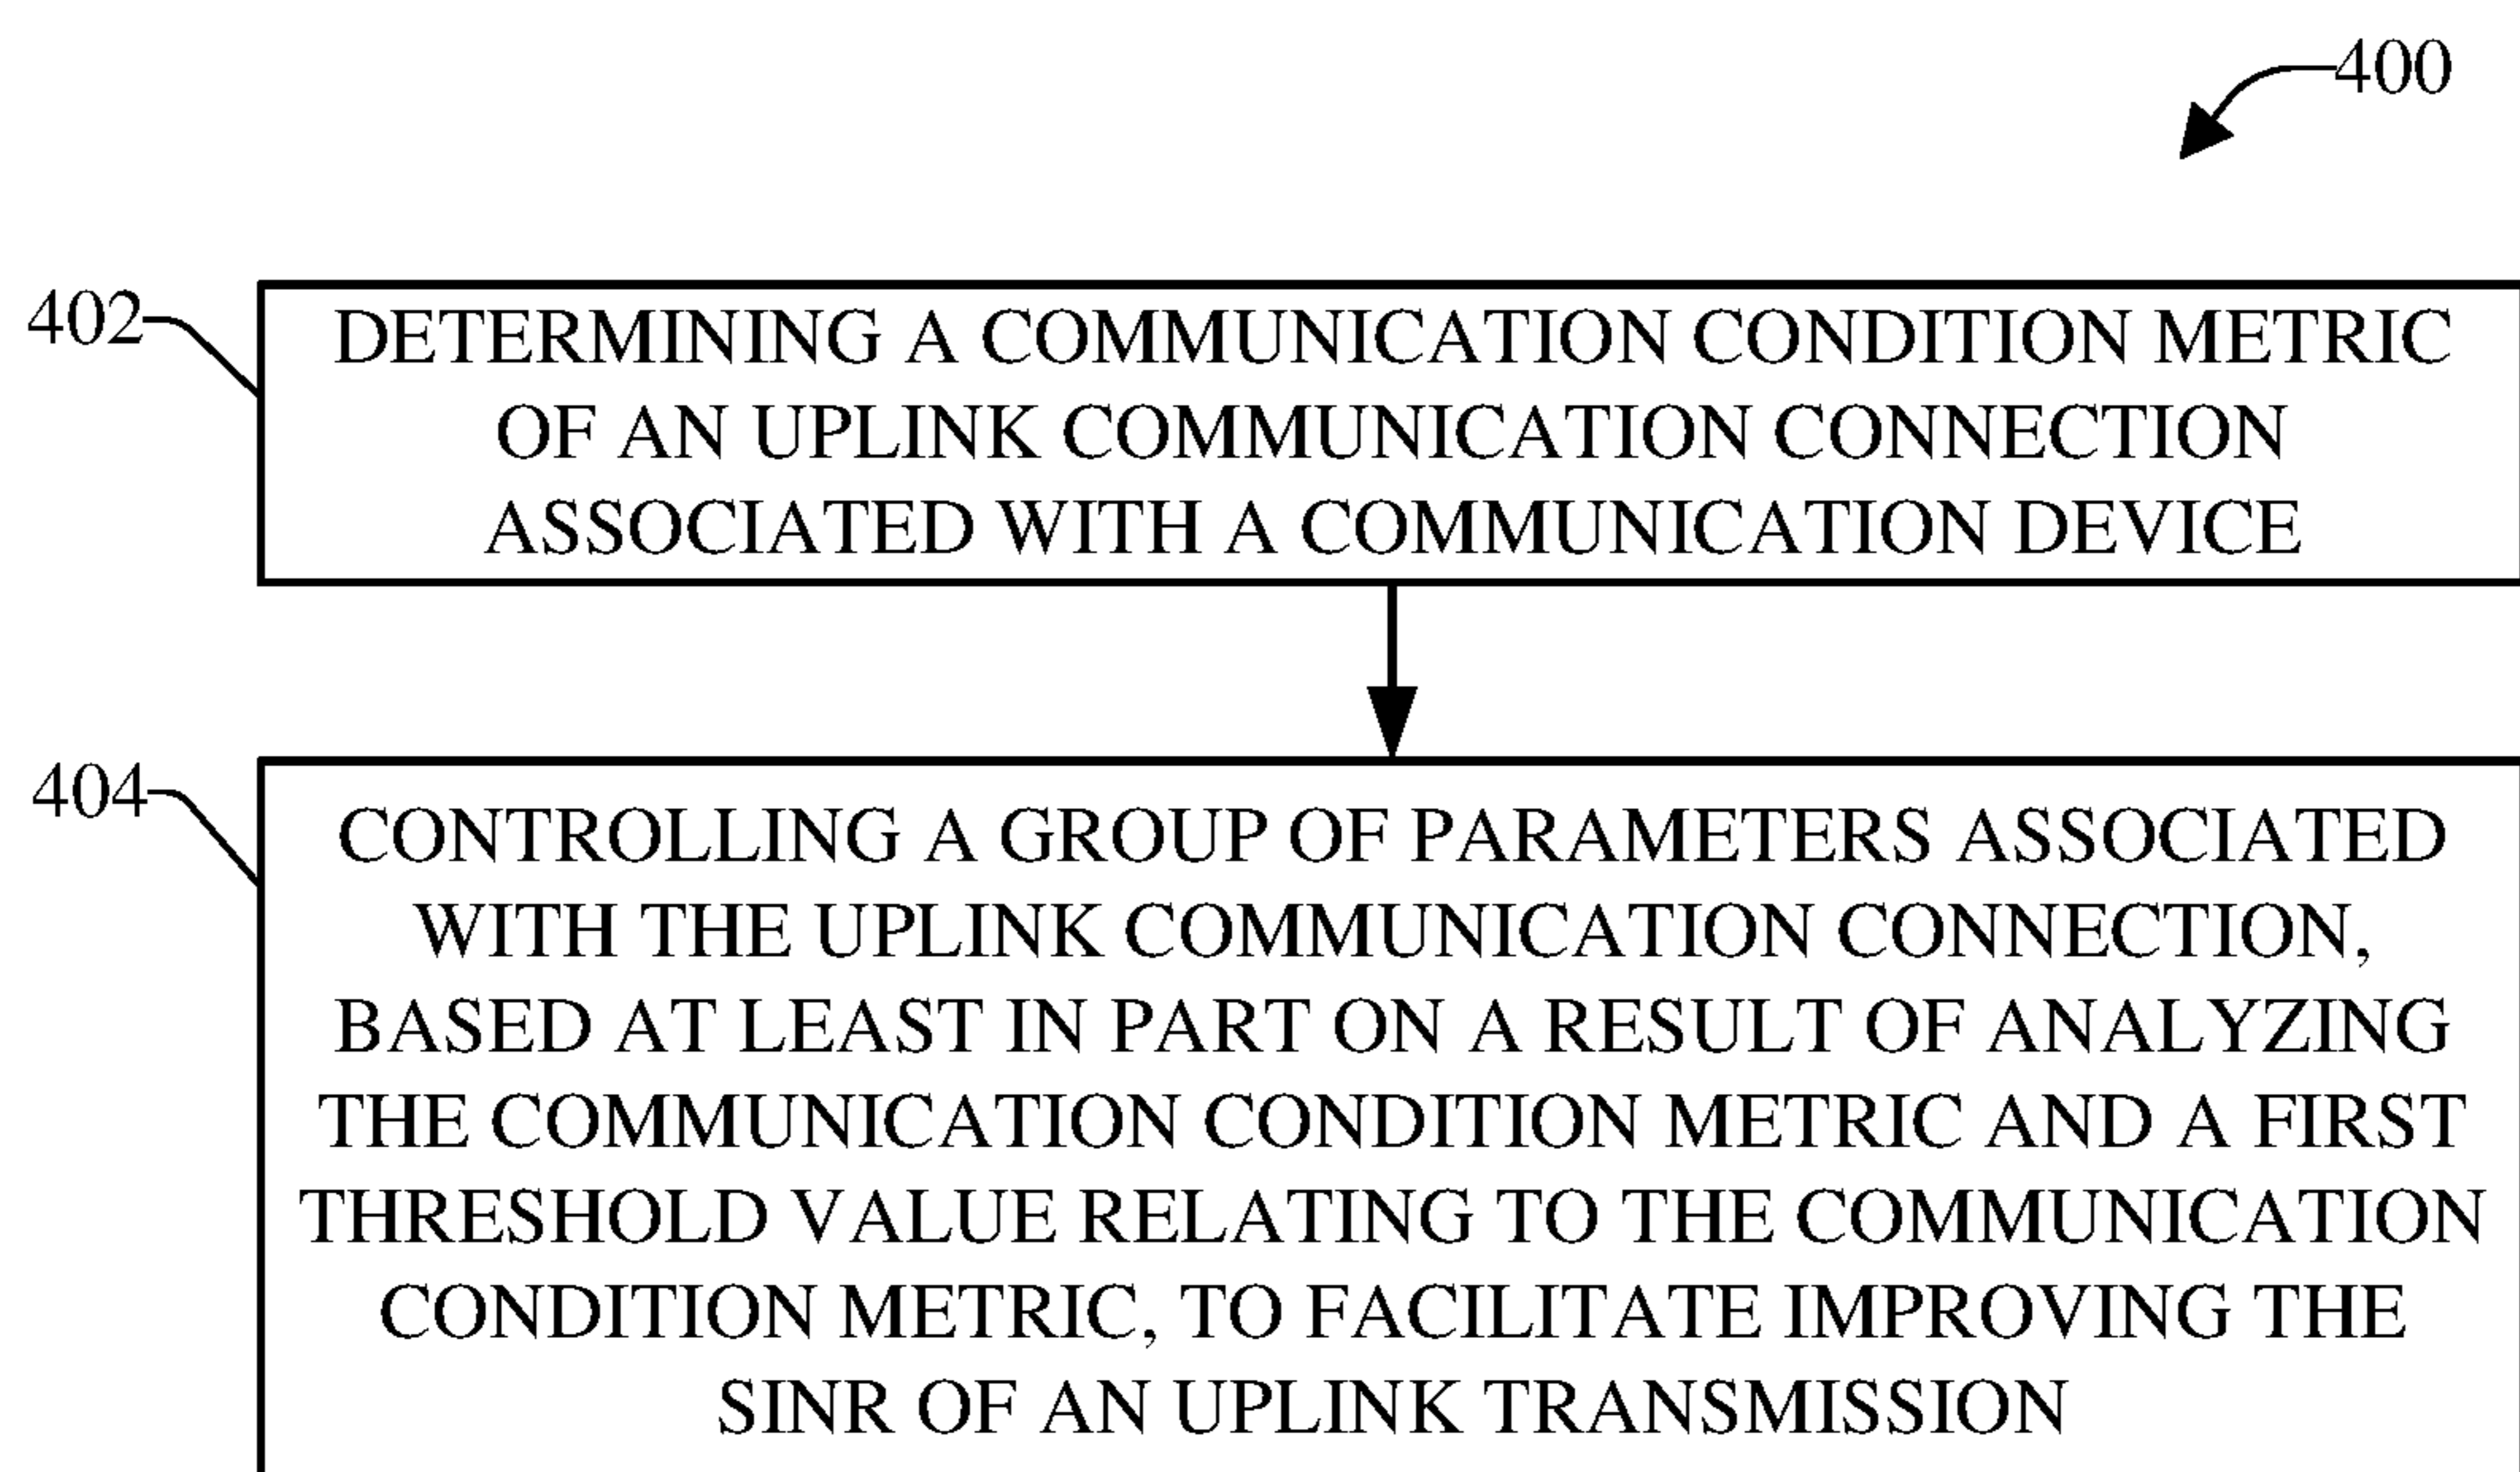 400
402
DETERMINING A COMMUNICATION CONDITION METRIC
OF AN UPLINK COMMUNICATION CONNECTION
ASSOCIATED WITH A COMMUNICATION DEVICE
404
CONTROLLING A GROUP OF PARAMETERS ASSOCIATED
WITH THE UPLINK COMMUNICATION CONNECTION,
BASED AT LEAST IN PART ON A RESULT OF ANALYZING
THE COMMUNICATION CONDITION METRIC AND A FIRST
THRESHOLD VALUE RELATING TO THE COMMUNICATION
CONDITION METRIC, TO FACILITATE IMPROVING THE
SINR OF AN UPLINK TRANSMISSION